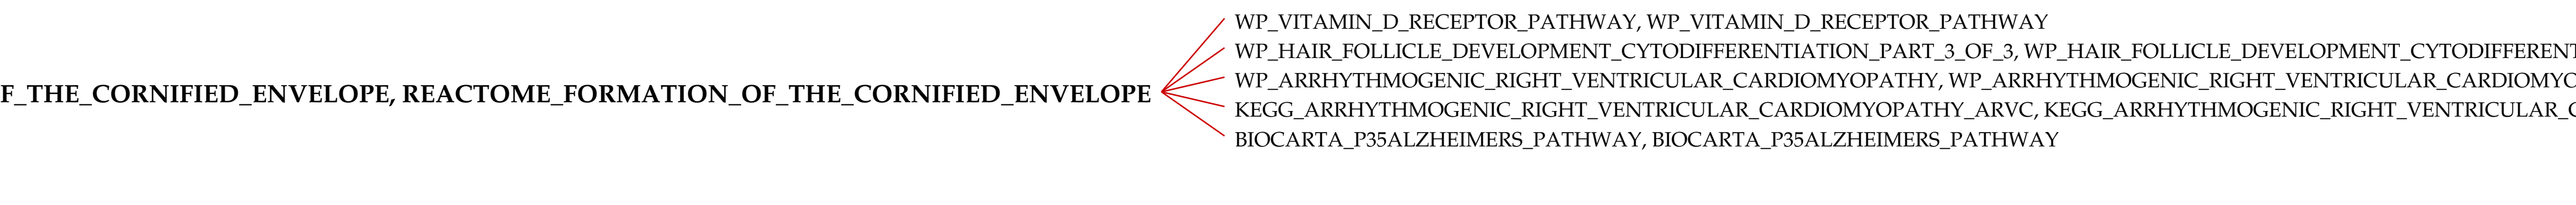 WP_VITAMIN_D_RECEPTOR_PATHWAY, WP_VITAMIN_D_RECEPTOR_PATHWAY
WP_HAIR_FOLLICLE_DEVELOPMENT_CYTODIFFERENTIATION_PART_3_OF_3, WP_HAIR_FOLLICLE_DEVELOPMENT_CYTODIFFERENT
WP_ARRHYTHMOGENIC_RIGHT_VENTRICULAR_CARDIOMYOPATHY, WP_ARRHYTHMOGENIC_RIGHT_VENTRICULAR_CARDIOMYO
F_THE_CORNIFIED_ENVELOPE, REACTOME_FORMATION_OF_THE_CORNIFIED_ENVELOPE
KEGG_ARRHYTHMOGENIC_RIGHT_VENTRICULAR_CARDIOMYOPATHY_ARVC, KEGG_ARRHYTHMOGENIC_RIGHT_VENTRICULAR_C
BIOCARTA_P35ALZHEIMERS_PATHWAY, BIOCARTA_P35ALZHEIMERS_PATHWAY